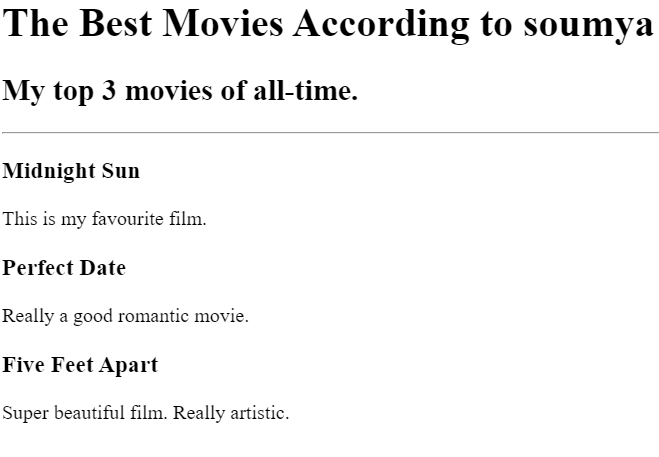 The Best Movies According to soumya
My top 3 movies of all-time.
Midnight Sun
This is my favourite film.
Perfect Date
Really a good romantic movie.
Five Feet Apart
Super beautiful film. Really artistic.